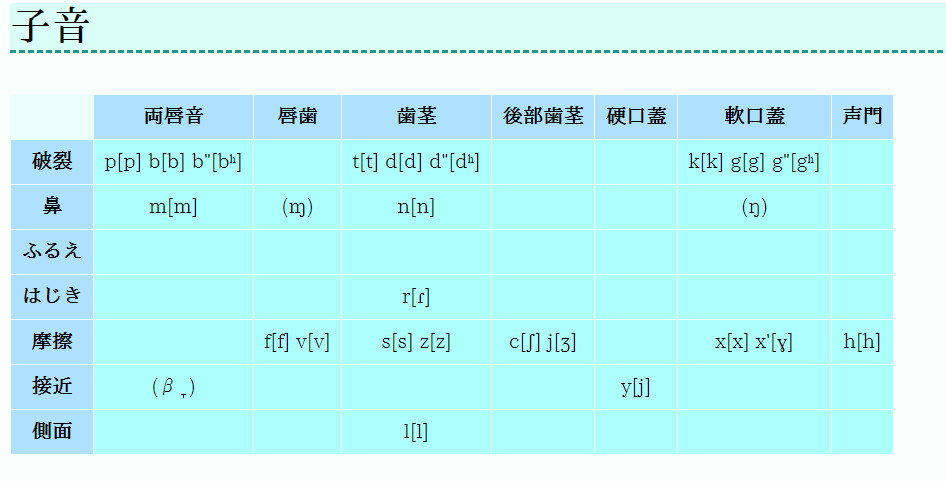 子音
両唇音 唇歯 歯茎 後部歯茎 硬口蓋 軟口蓋 声門
破裂 p[p] b[b] b"[bʰ] t[t] d[d] d"[dʰ] k[k] g[g] g"[gʰ]
鼻 m[m] (ɱ) n[n] (ŋ)
ふるえ
はじき r[ɾ]
摩擦 f[f] v[v] s[s] z[z] c[ʃ] j[ʒ] x[x] x'[ɣ] h[h]
接近 (β˕) y[j]
側面 l[l]